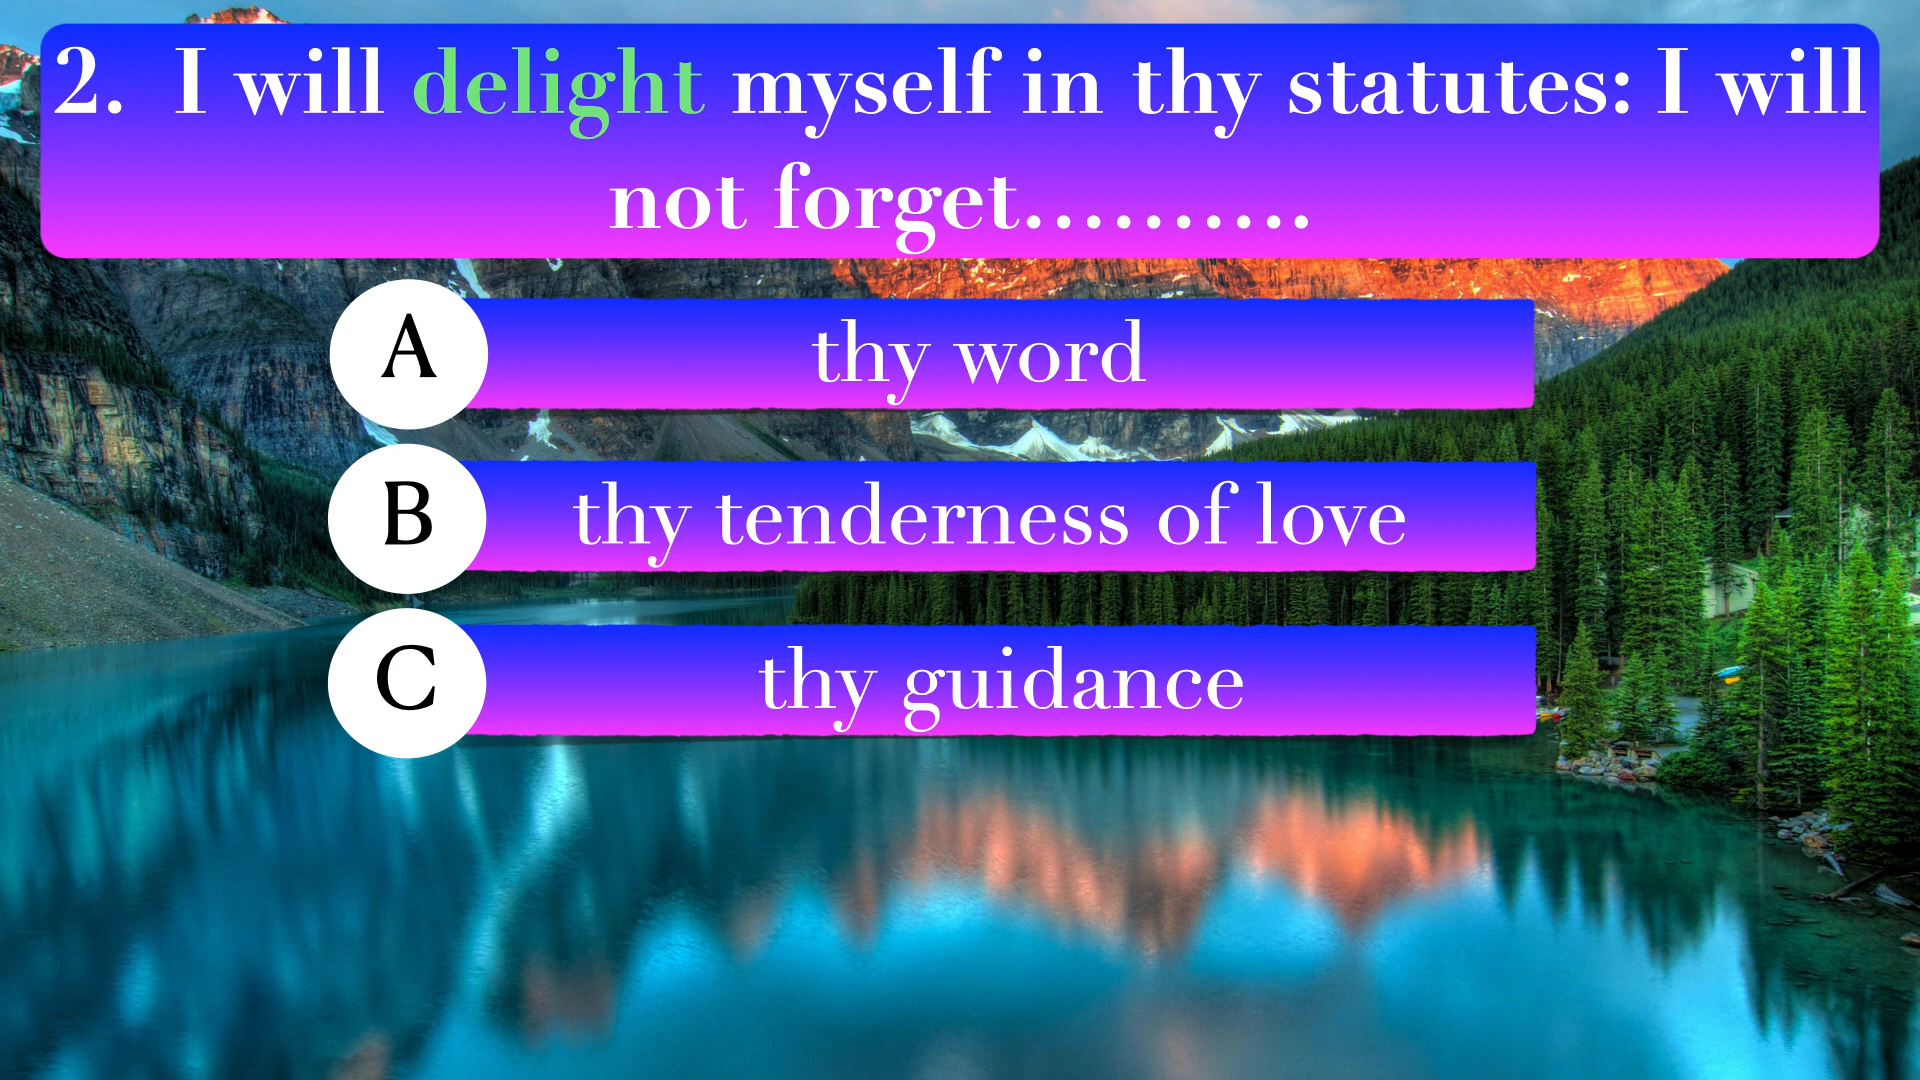 2. I will delight myself in thy statutes: I will
not forget..........
A thy word
B thy tenderness of love
C thy guidance